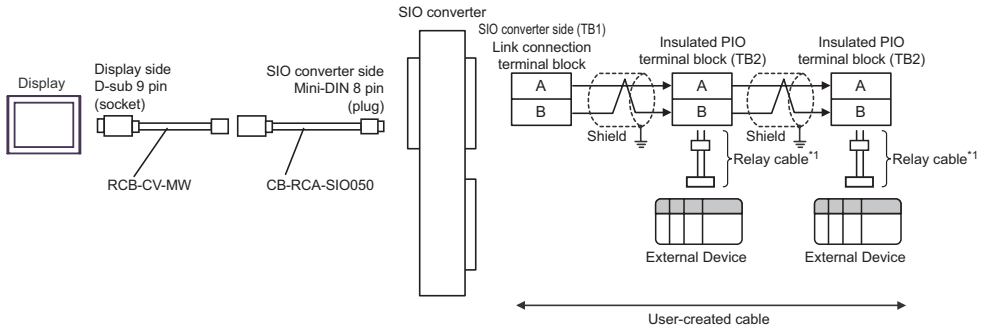 SIO converter
Display
Display side
D-sub 9 pin
(socket)
RCB-CV-MW
SIO converter side
Mini-DIN 8 pin
(plug)
CB-RCA-SIO050
SIO converter side (TB1)
Link connection
terminal block
A
B
Shield
Insulated PIO
terminal block (TB2)
A
B
Relay cable*1
External Device
Shield
Insulated PIO
terminal block (TB2)
A
B
Relay cable*1
External Device
User-created cable